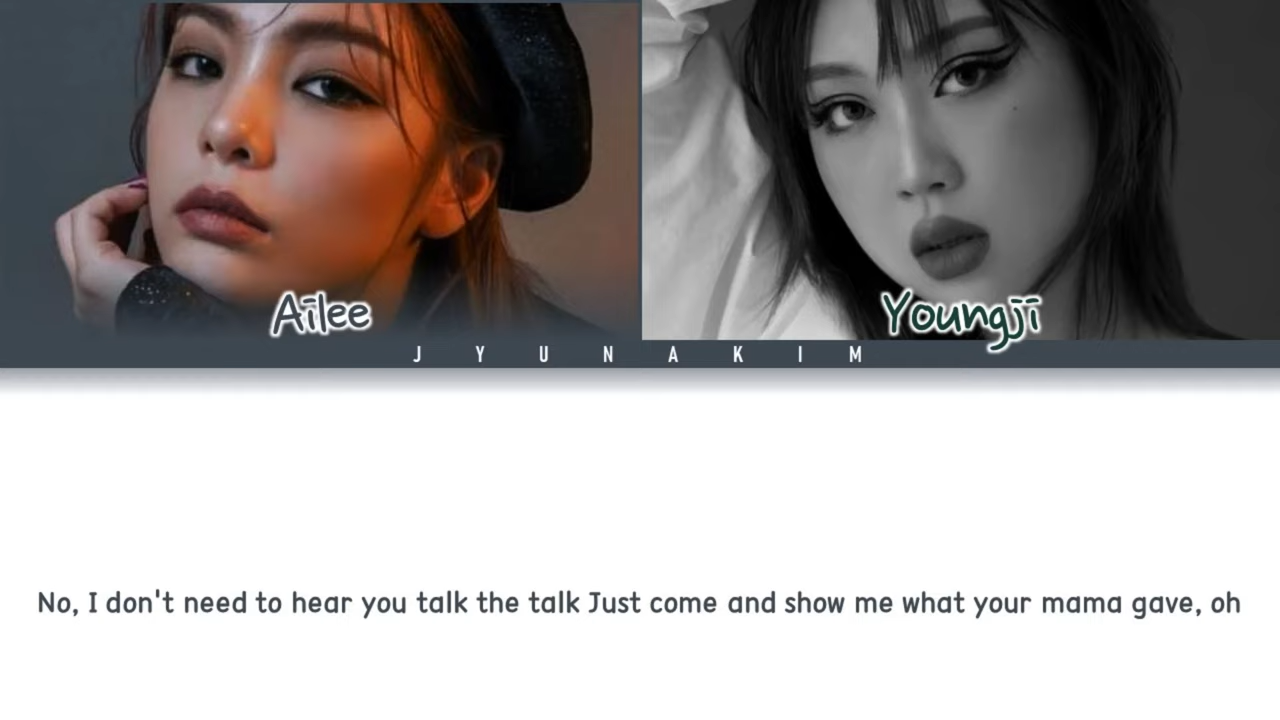 Ailee
Youngji
JYUNAKIM
No, I don't need to hear you talk the talk Just come and show me what your mama gave, oh